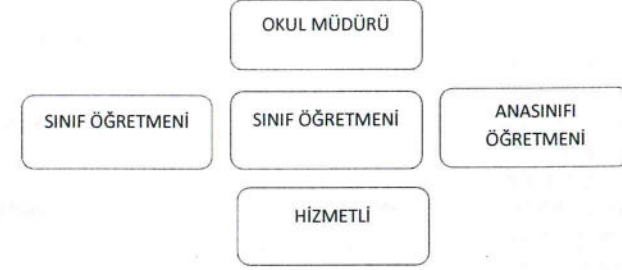 OKUL MÜDÜRÜ
SINIF ÖĞRETMENİ
SINIF ÖĞRETMENİ
ANASINIFI
ÖĞRETMENİ
HİZMETLİ